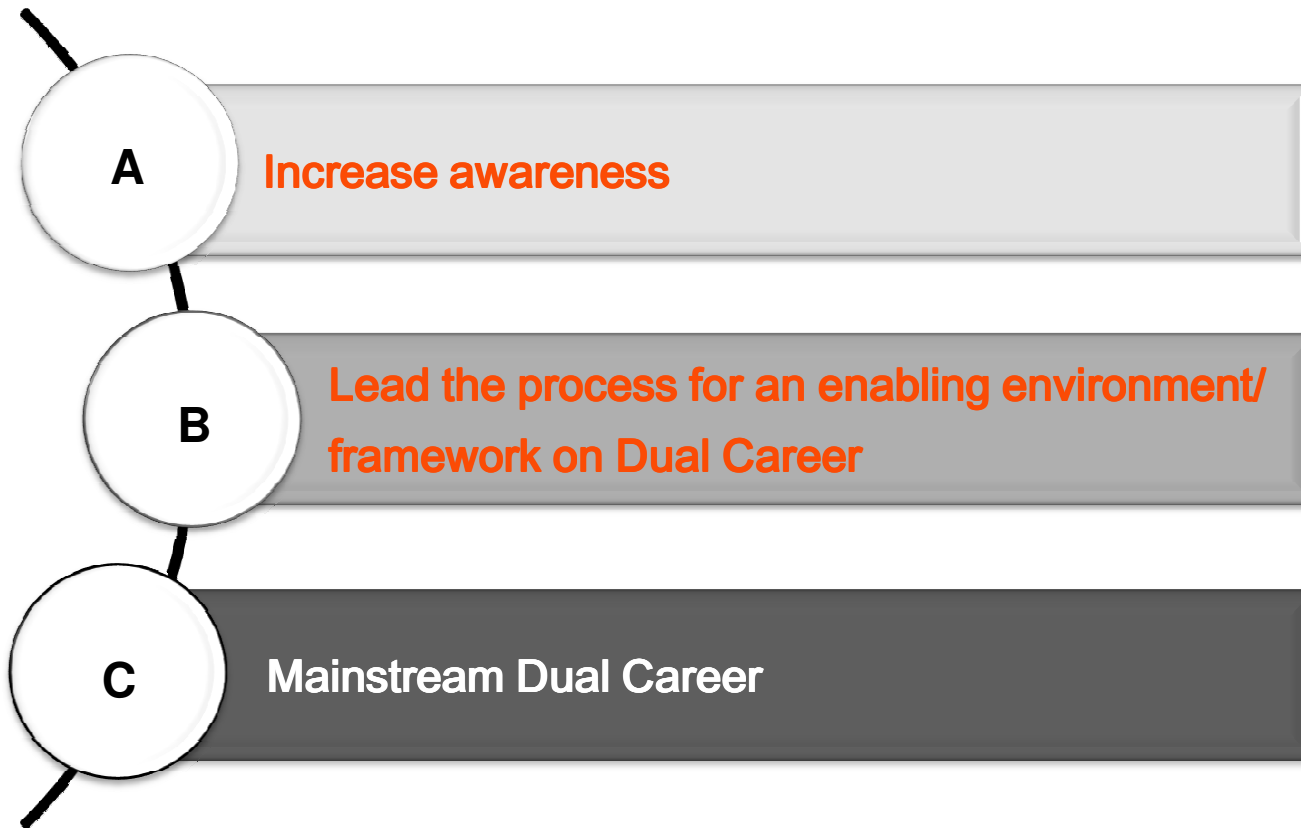 A
Increase awareness
B
Lead the process for an enabling environment/
framework on Dual Career
C
Mainstream Dual Career